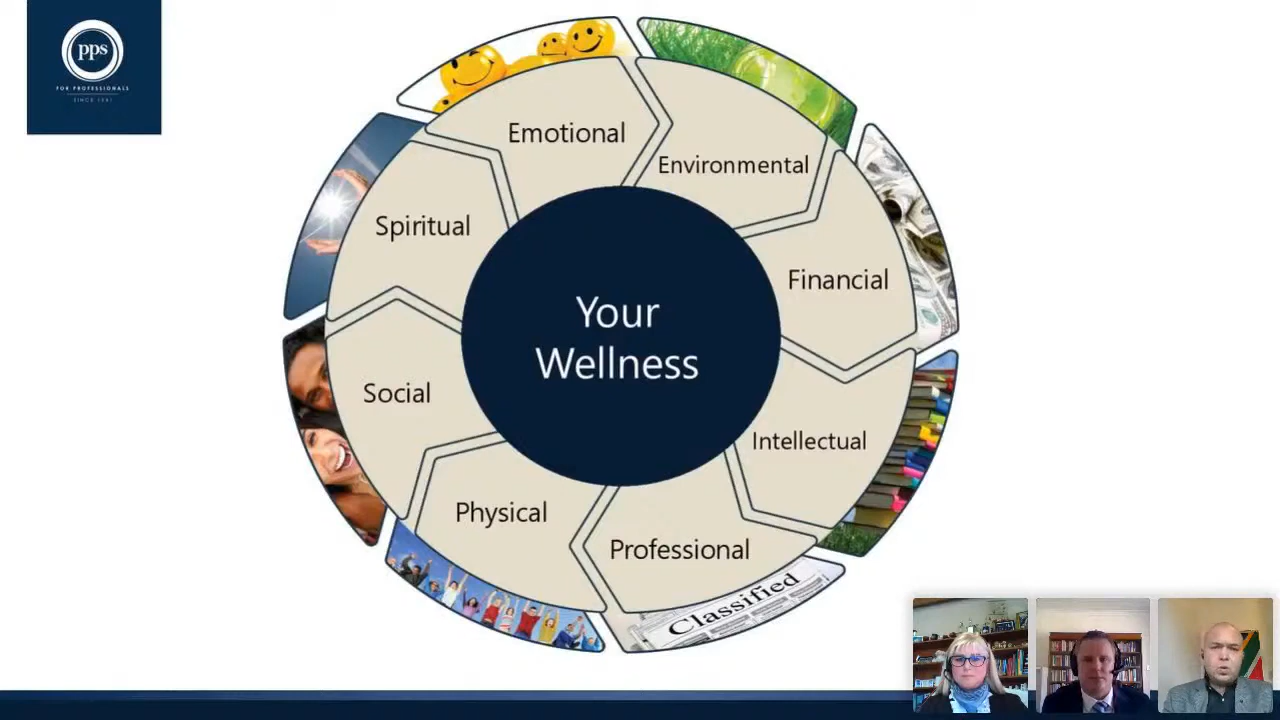 pps
FOR PROFESSIONALS
Emotional
Environmental
Spiritual
Financial
Your
Wellness
Social
Intellectual
Physical
Professional
Classified